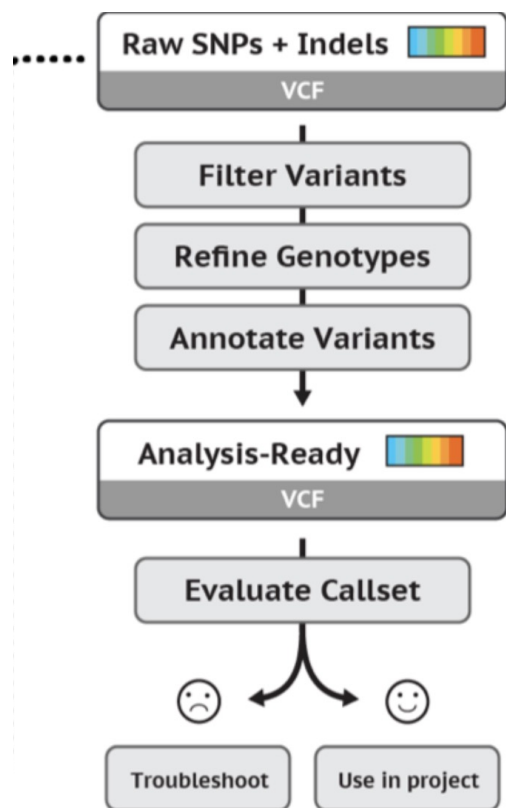 Raw SNPs + Indels
VCF
Filter Variants
Refine Genotypes
Annotate Variants
Analysis-Ready
VCF
Evaluate Callset
Troubleshoot
Use in project